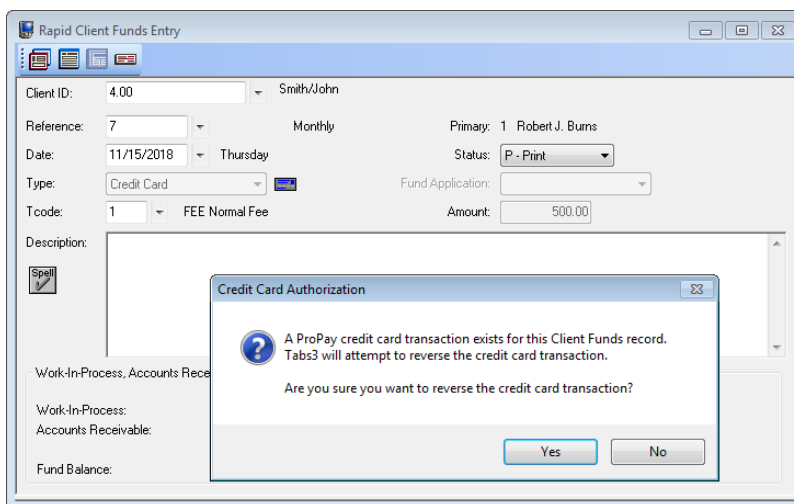 Rapid Client Funds Entry
Client ID: 4.00 Smith/John
Reference: 7 Monthly Primary: 1 Robert J. Burns
Date: 11/15/2018 Thursday Status: P - Print
Type: Credit Card Fund Application:
Tcode: 1 FEE Normal Fee Amount: 500.00
Description:
Spell
Credit Card Authorization
A ProPay credit card transaction exists for this Client Funds record.
Tabs3 will attempt to reverse the credit card transaction.
Are you sure you want to reverse the credit card transaction?
Yes No
Work-In-Process, Accounts Rece
Work-In-Process:
Accounts Receivable:
Fund Balance: